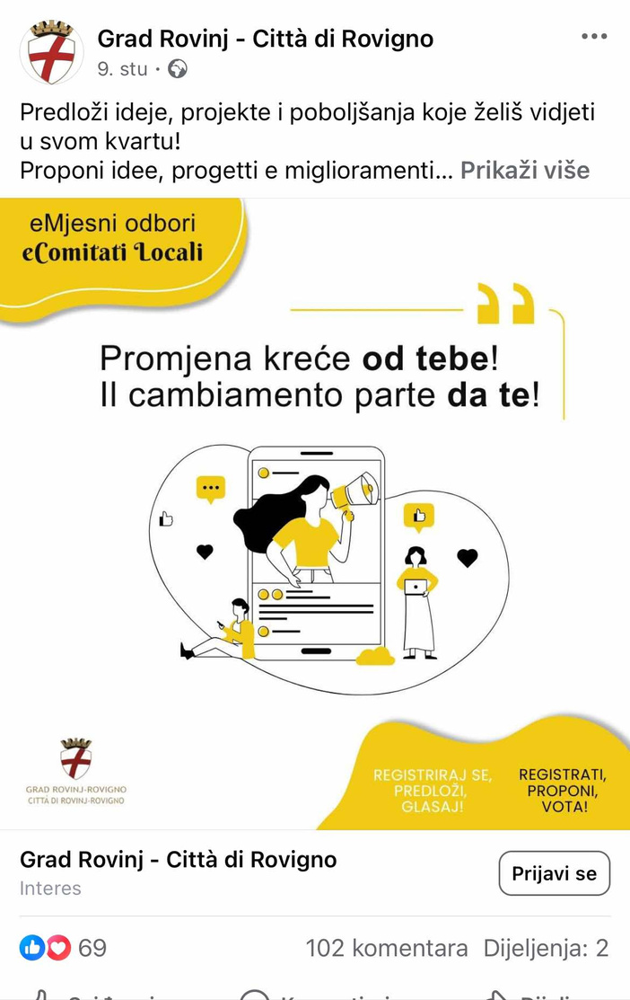 Grad Rovinj - Città di Rovigno
9. stu ·
Predloži ideje, projekte i poboljšanja koje želiš vidjeti
u svom kvartu!
Proponi idee, progetti e miglioramenti... Prikaži više
eMjesni odbori
eComitati Locali
Promjena kreće od tebe!
Il cambiamento parte da te!
GRAD ROVINJ-ROVIGNO
CITTÁ DI ROVINJ-ROVIGNO
REGISTRIRAJ SE,
PREDLOŽI,
GLASAJ!
REGISTRATI,
PROPONI,
VOTA!
Grad Rovinj - Città di Rovigno
Interes
Prijavi se
69
102 komentara Dijeljenja: 2